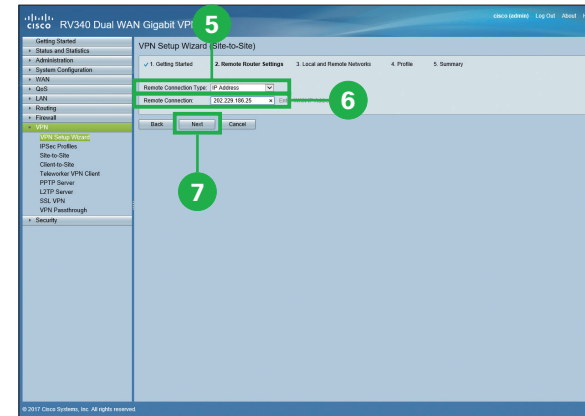 cisco RV340 Dual WAN Gigabit VP
cisco (admin) Log Out About
5
Getting Started
Status and Statistics
Administration
System Configuration
WAN
QoS
LAN
Routing
Firewall
VPN
VPN Setup Wizard
IPSec Profiles
Site-to-Site
Client-to-Site
Teleworker VPN Client
PPTP Server
L2TP Server
SSL VPN
VPN Passthrough
Security
VPN Setup Wizard (Site-to-Site)
✓ 1. Getting Started 2. Remote Router Settings 3. Local and Remote Networks 4. Profile 5. Summary
Remote Connection Type: IP Address
Remote Connection: 202.229.186.25 ×
6
Back Next Cancel
7
© 2017 Cisco Systems, Inc. All rights reserved.